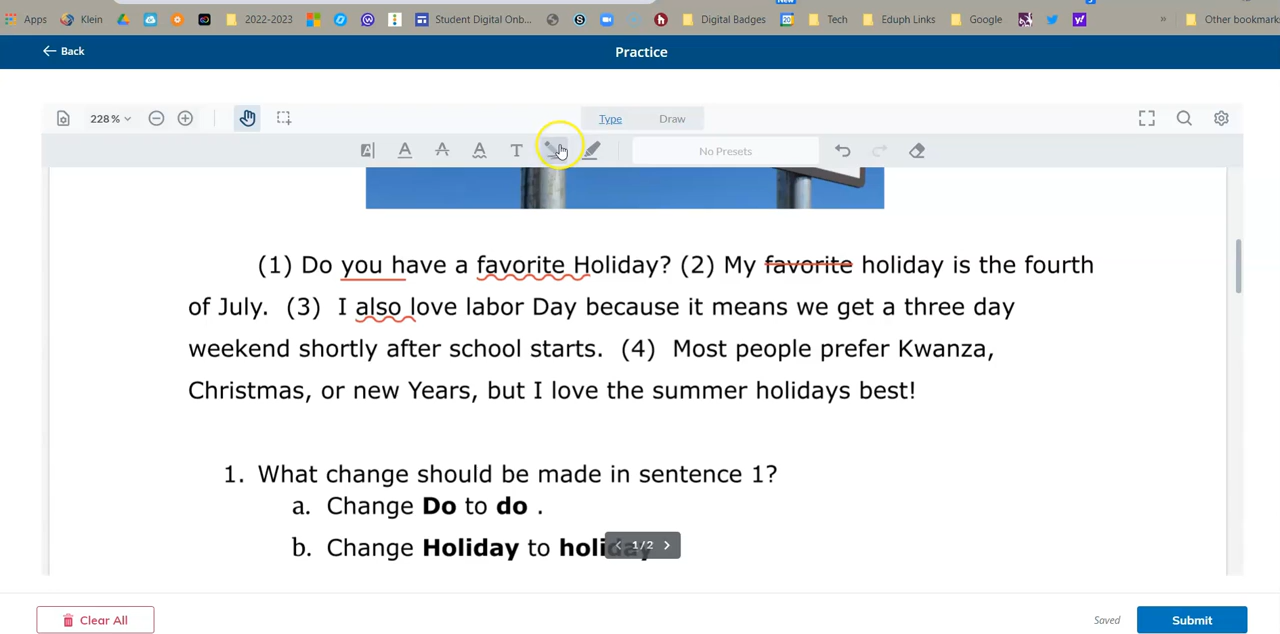 Apps Klein 2022-2023 Student Digital Onb... Digital Badges Tech Eduph Links Google » Other bookmark
Back Practice
228% Type Draw
T No Presets
(1) Do you have a favorite Holiday? (2) My favorite holiday is the fourth
of July. (3) I also love labor Day because it means we get a three day
weekend shortly after school starts. (4) Most people prefer Kwanza,
Christmas, or new Years, but I love the summer holidays best!
1. What change should be made in sentence 1?
a. Change Do to do .
b. Change Holiday to holiday
1/2
Clear All Saved Submit